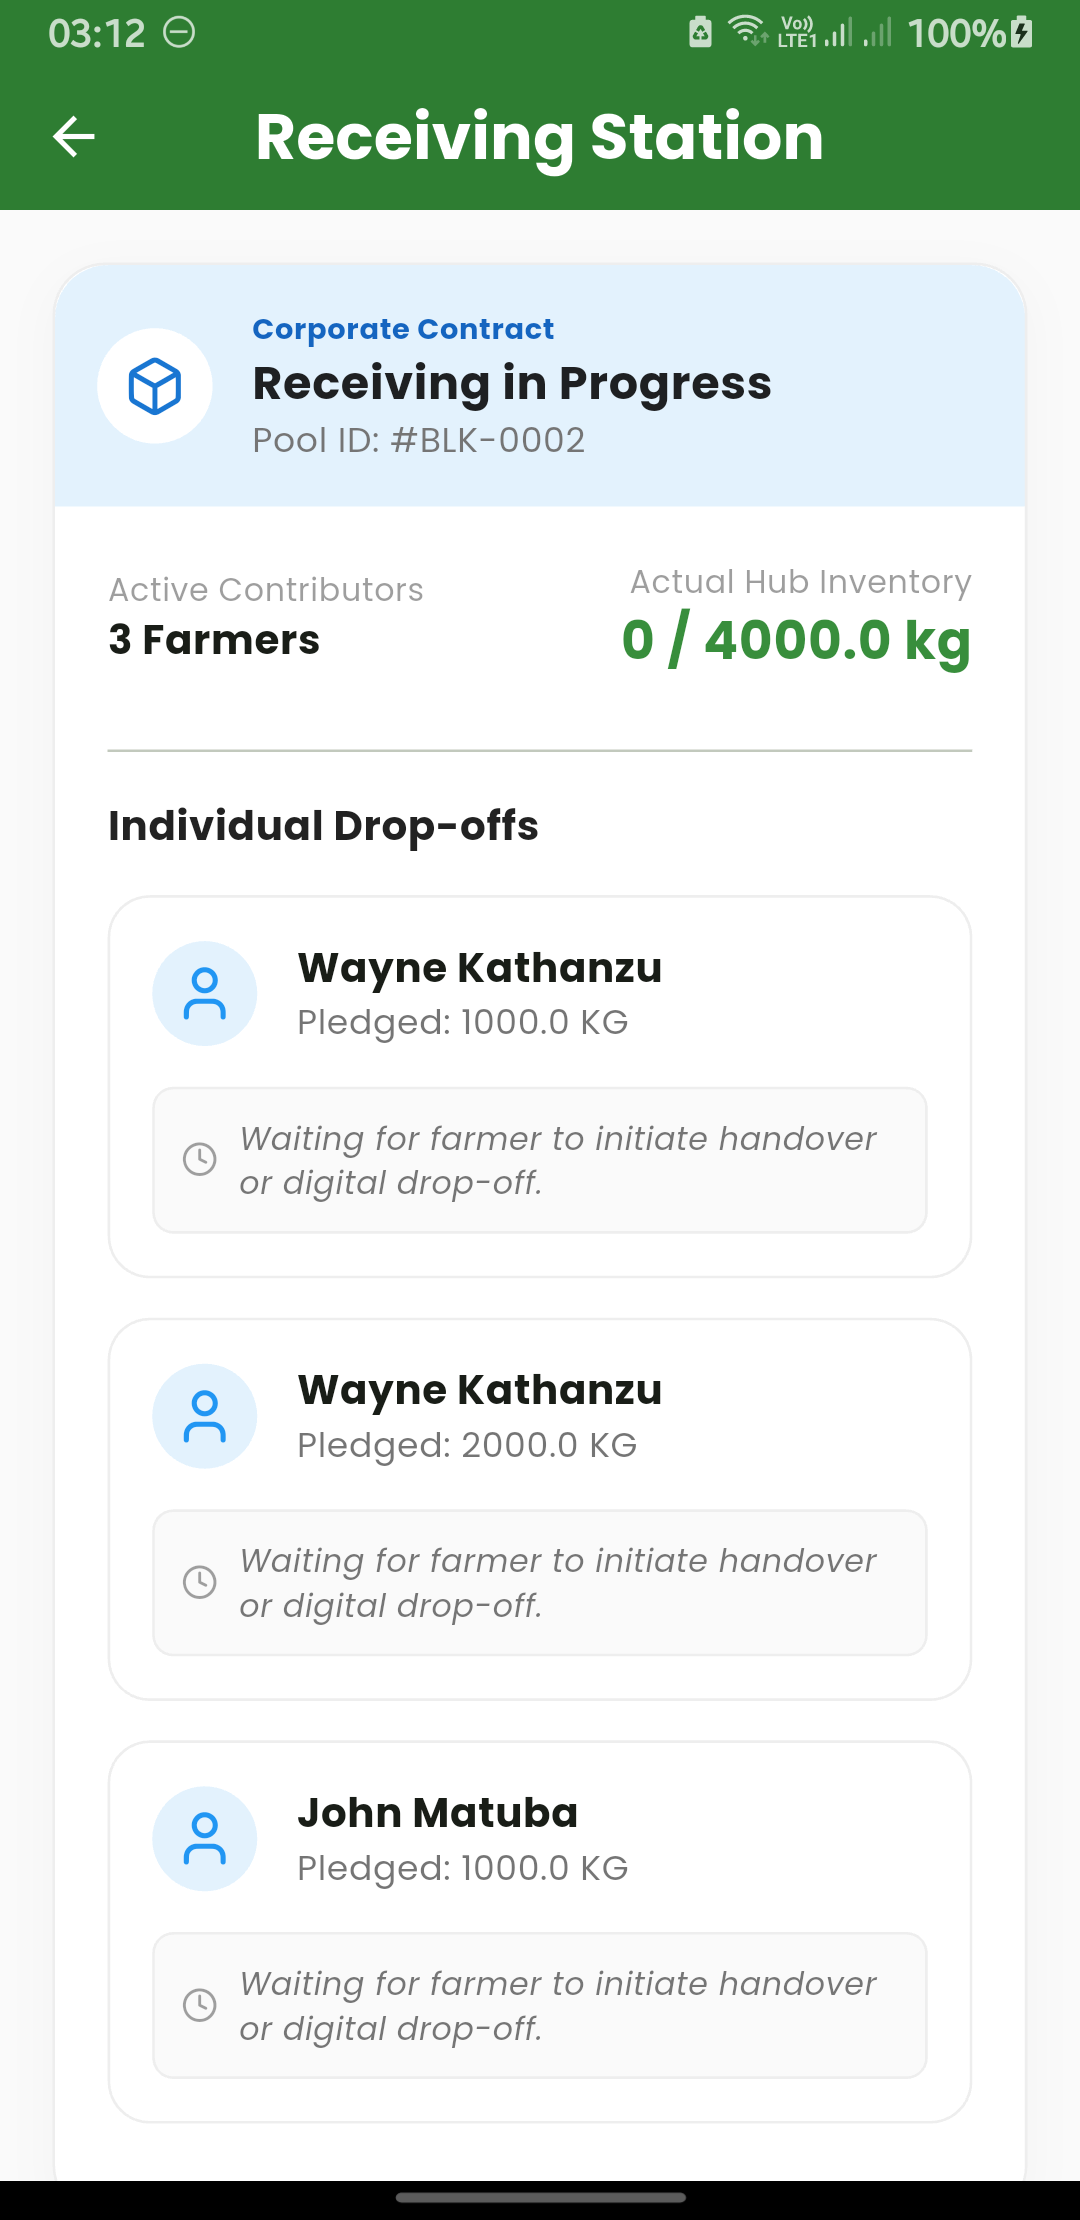 03:12
Vo)) LTE1 100%
Receiving Station
Corporate Contract
Receiving in Progress
Pool ID: #BLK-0002
Active Contributors
3 Farmers
Actual Hub Inventory
0 / 4000.0 kg
Individual Drop-offs
Wayne Kathanzu
Pledged: 1000.0 KG
Waiting for farmer to initiate handover
or digital drop-off.
Wayne Kathanzu
Pledged: 2000.0 KG
Waiting for farmer to initiate handover
or digital drop-off.
John Matuba
Pledged: 1000.0 KG
Waiting for farmer to initiate handover
or digital drop-off.